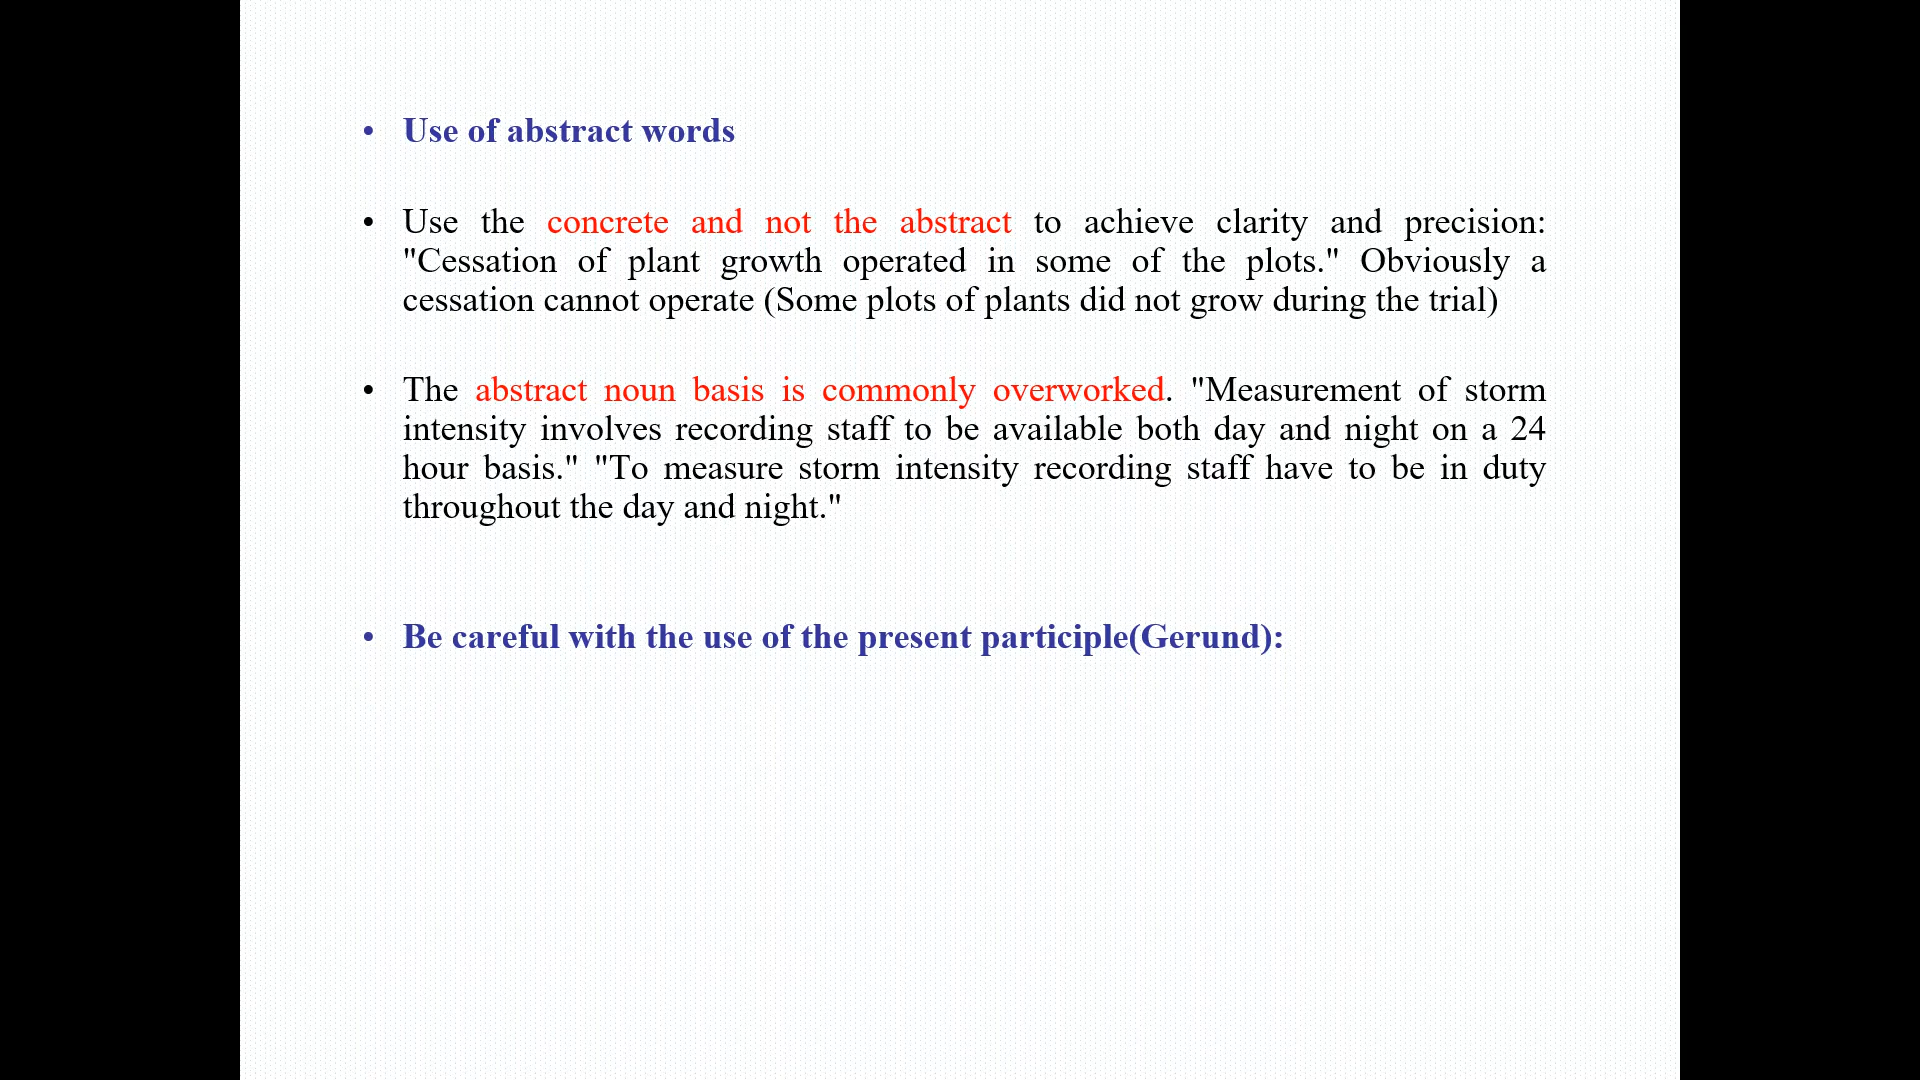 • Use of abstract words
• Use the concrete and not the abstract to achieve clarity and precision:
"Cessation of plant growth operated in some of the plots." Obviously a
cessation cannot operate (Some plots of plants did not grow during the trial)
• The abstract noun basis is commonly overworked. "Measurement of storm
intensity involves recording staff to be available both day and night on a 24
hour basis." "To measure storm intensity recording staff have to be in duty
throughout the day and night."
• Be careful with the use of the present participle(Gerund):